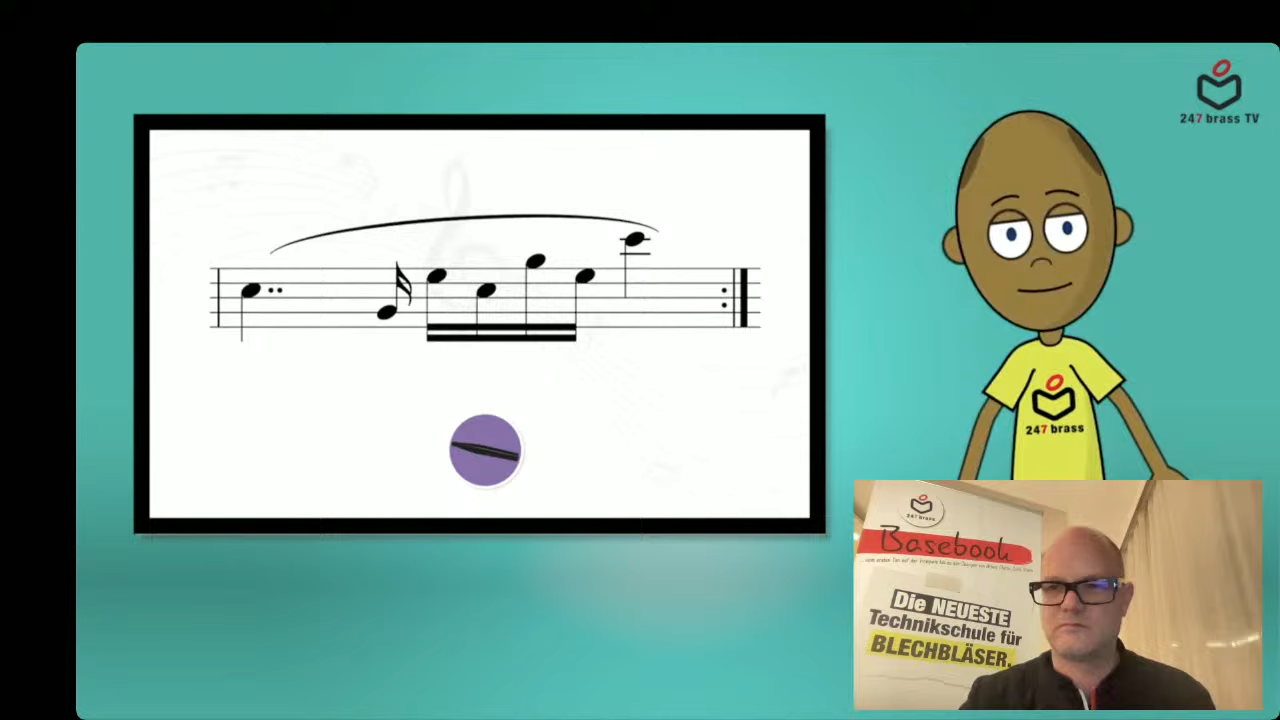 247 brass TV
247 brass
247 brass
Basebook
Die NEUESTE
Technikschule für
BLECHBLÄSER.